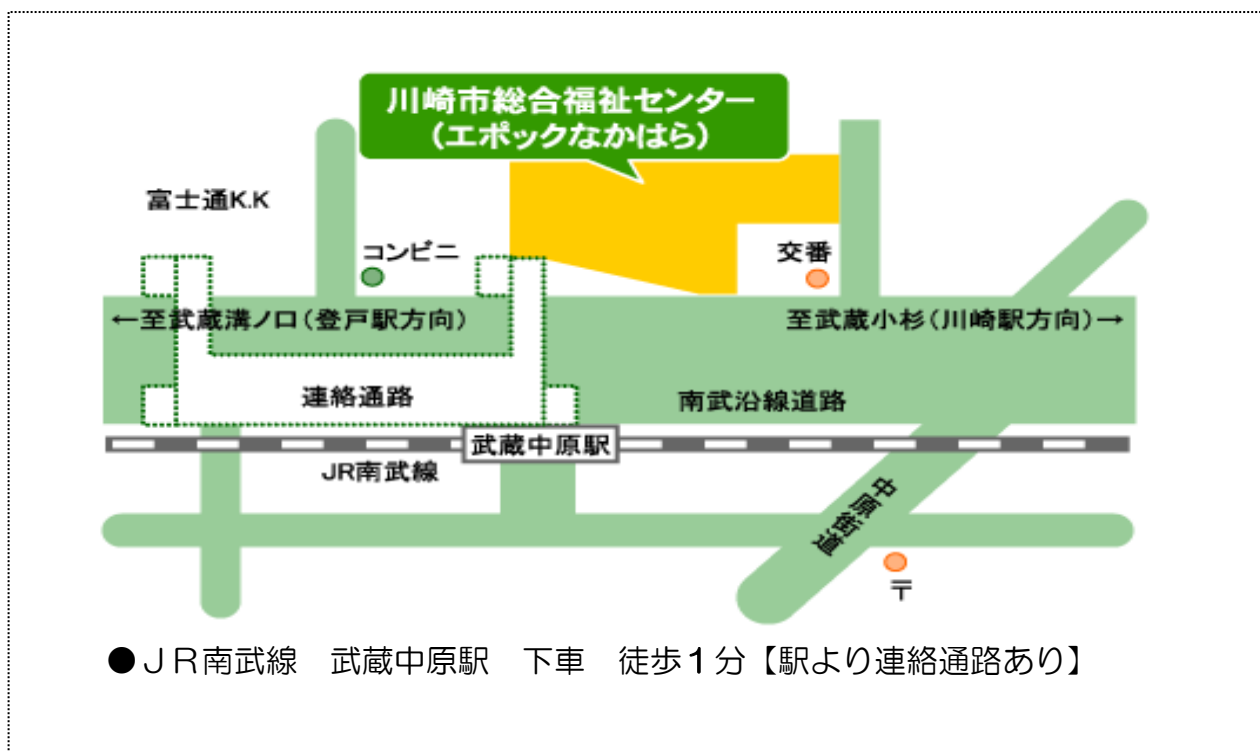 川崎市総合福祉センター
(エポックなかはら)
富士通K.K
コンビニ
交番
←至武蔵溝ノ口(登戸駅方向)
至武蔵小杉(川崎駅方向)→
連絡通路
南武沿線道路
武蔵中原駅
JR南武線
中原街道
〒
●ＪＲ南武線　武蔵中原駅　下車　徒歩１分【駅より連絡通路あり】